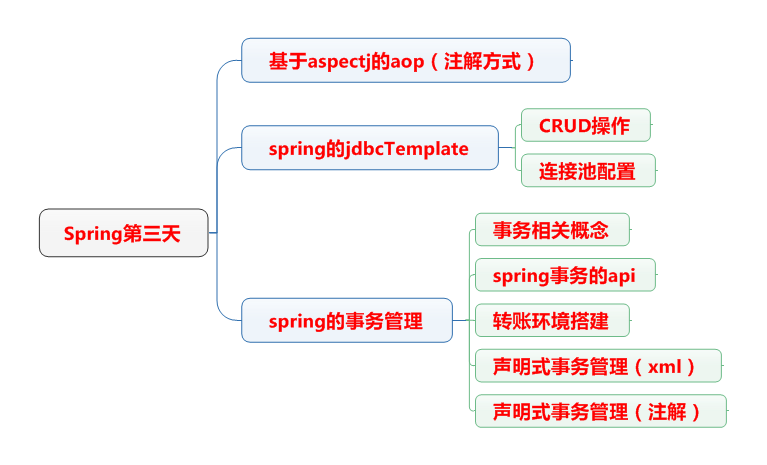 基于aspectj的aop（注解方式）
spring的jdbcTemplate
CRUD操作
连接池配置
Spring第三天
spring的事务管理
事务相关概念
spring事务的api
转账环境搭建
声明式事务管理（xml）
声明式事务管理（注解）